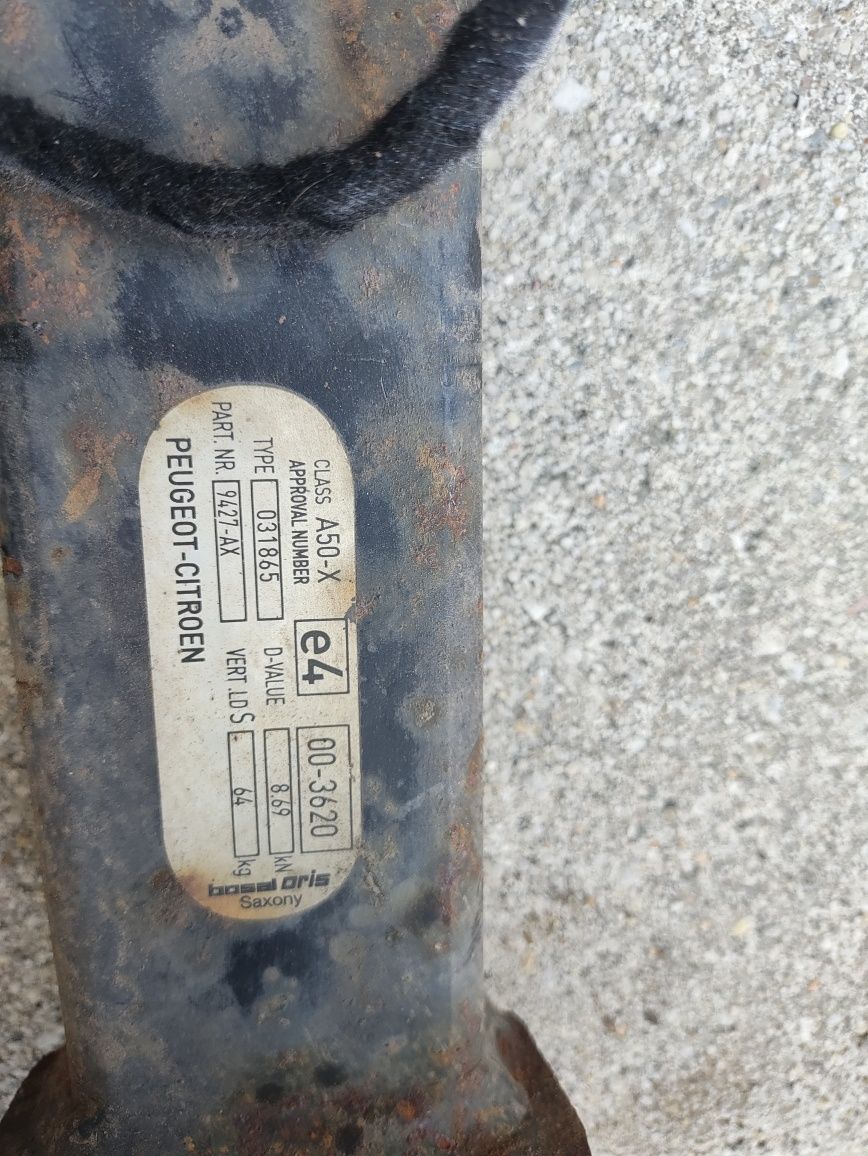 CLASS A50-X
APPROVAL NUMBER e4 00-3620
TYPE 031865 D-VALUE 8.69 kN
PART. NR. 9427-AX VERT .LD S 64 kg
PEUGEOT-CITROEN
bosal oris
Saxony